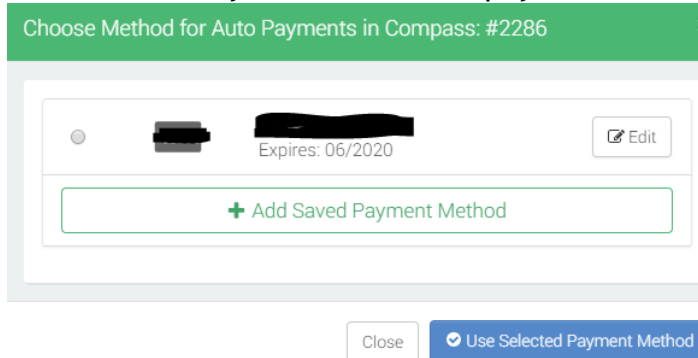 Choose Method for Auto Payments in Compass: #2286
Expires: 06/2020
Edit
+ Add Saved Payment Method
Close
Use Selected Payment Method